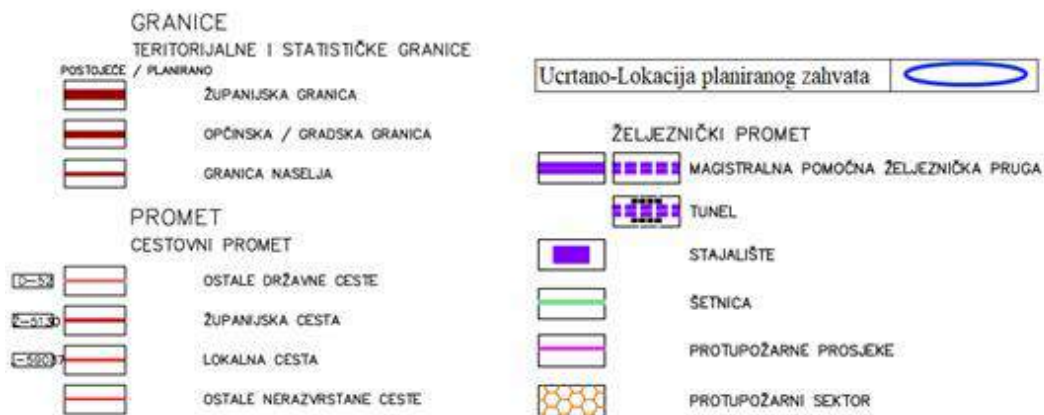 GRANICE
TERITORIJALNE I STATISTIČKE GRANICE
POSTOJEĆE / PLANIRANO
ŽUPANIJSKA GRANICA
OPČINSKA / GRADSKA GRANICA
GRANICA NASELJA
PROMET
CESTOVNI PROMET
D-52 OSTALE DRŽAVNE CESTE
ŽUPANIJSKA CESTA
LOKALNA CESTA
OSTALE NERAZVRSTANE CESTE
Ucrtano-Lokacija planiranog zahvata
ŽELJEZNIČKI PROMET
MAGISTRALNA POMOĆNA ŽELJEZNIČKA PRUGA
TUNEL
STAJALIŠTE
ŠETNICA
PROTUPOŽARNE PROSJEKE
PROTUPOŽARNI SEKTOR